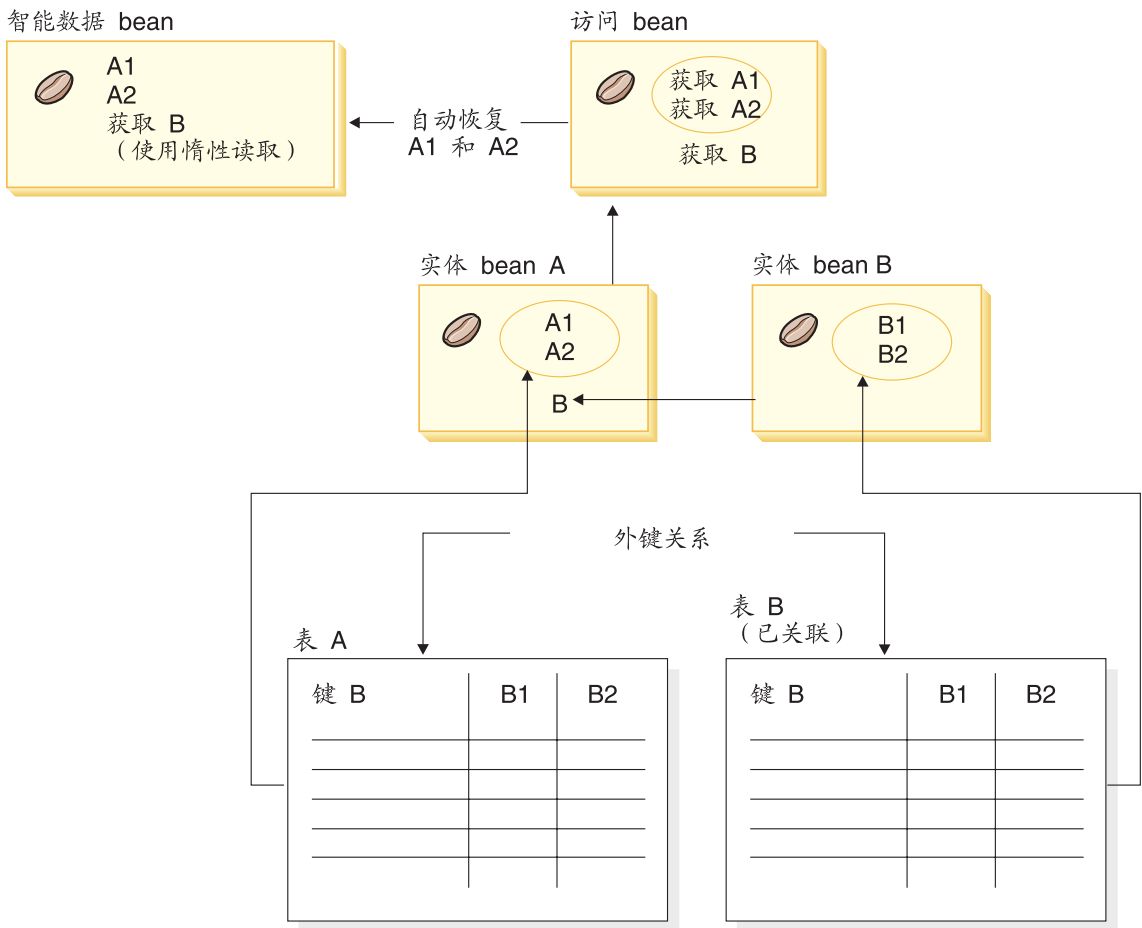 智能数据 bean
A1
A2
获取 B
（使用惰性读取）
自动恢复
A1 和 A2
访问 bean
获取 A1
获取 A2
获取 B
实体 bean A
A1
A2
B
实体 bean B
B1
B2
外键关系
表 A
键 B B1 B2
表 B
（已关联）
键 B B1 B2